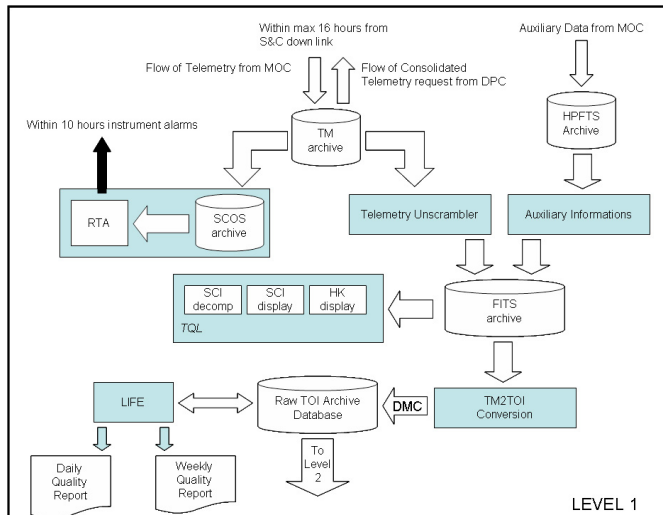 Within max 16 hours from
S&C down link
Auxiliary Data from MOC
Flow of Telemetry from MOC
Flow of Consolidated
Telemetry request from DPC
HPFTS
Archive
Within 10 hours instrument alarms
TM
archive
RTA
SCOS
archive
Telemetry Unscrambler
Auxiliary Informations
SCI
decomp
SCI
display
HK
display
TQL
FITS
archive
LIFE
Raw TOI Archive
Database
DMC
TM2TOI
Conversion
Daily
Quality
Report
Weekly
Quality
Report
To
Level
2
LEVEL 1